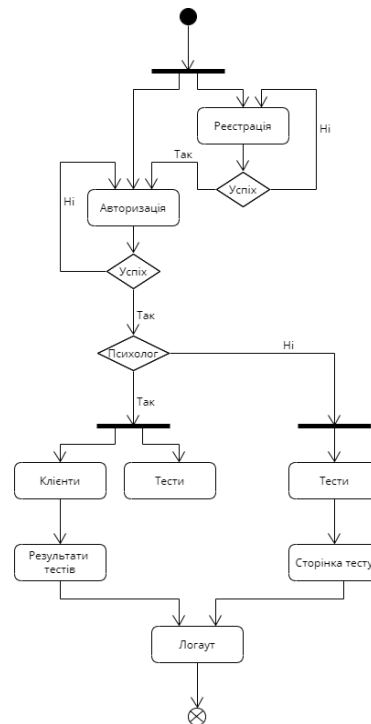 Реєстрація
Ні
Так
Успіх
Ні
Авторизація
Успіх
Так
Психолог
Ні
Так
Клієнти
Тести
Тести
Результати
тестів
Сторінка тесту
Логаут